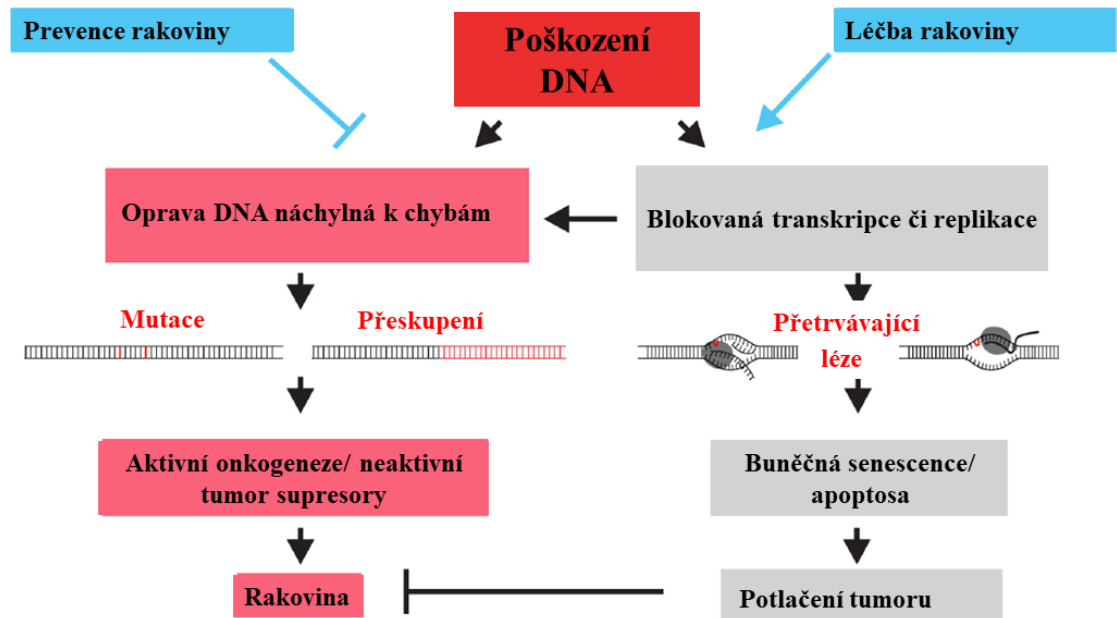 Prevence rakoviny
Poškození
DNA
Léčba rakoviny
Oprava DNA náchylná k chybám
Blokovaná transkripce či replikace
Mutace
Přeskupení
Přetrvávající
léze
Aktivní onkogeneze/ neaktivní
tumor supresory
Buněčná senescence/
apoptosa
Rakovina
Potlačení tumoru